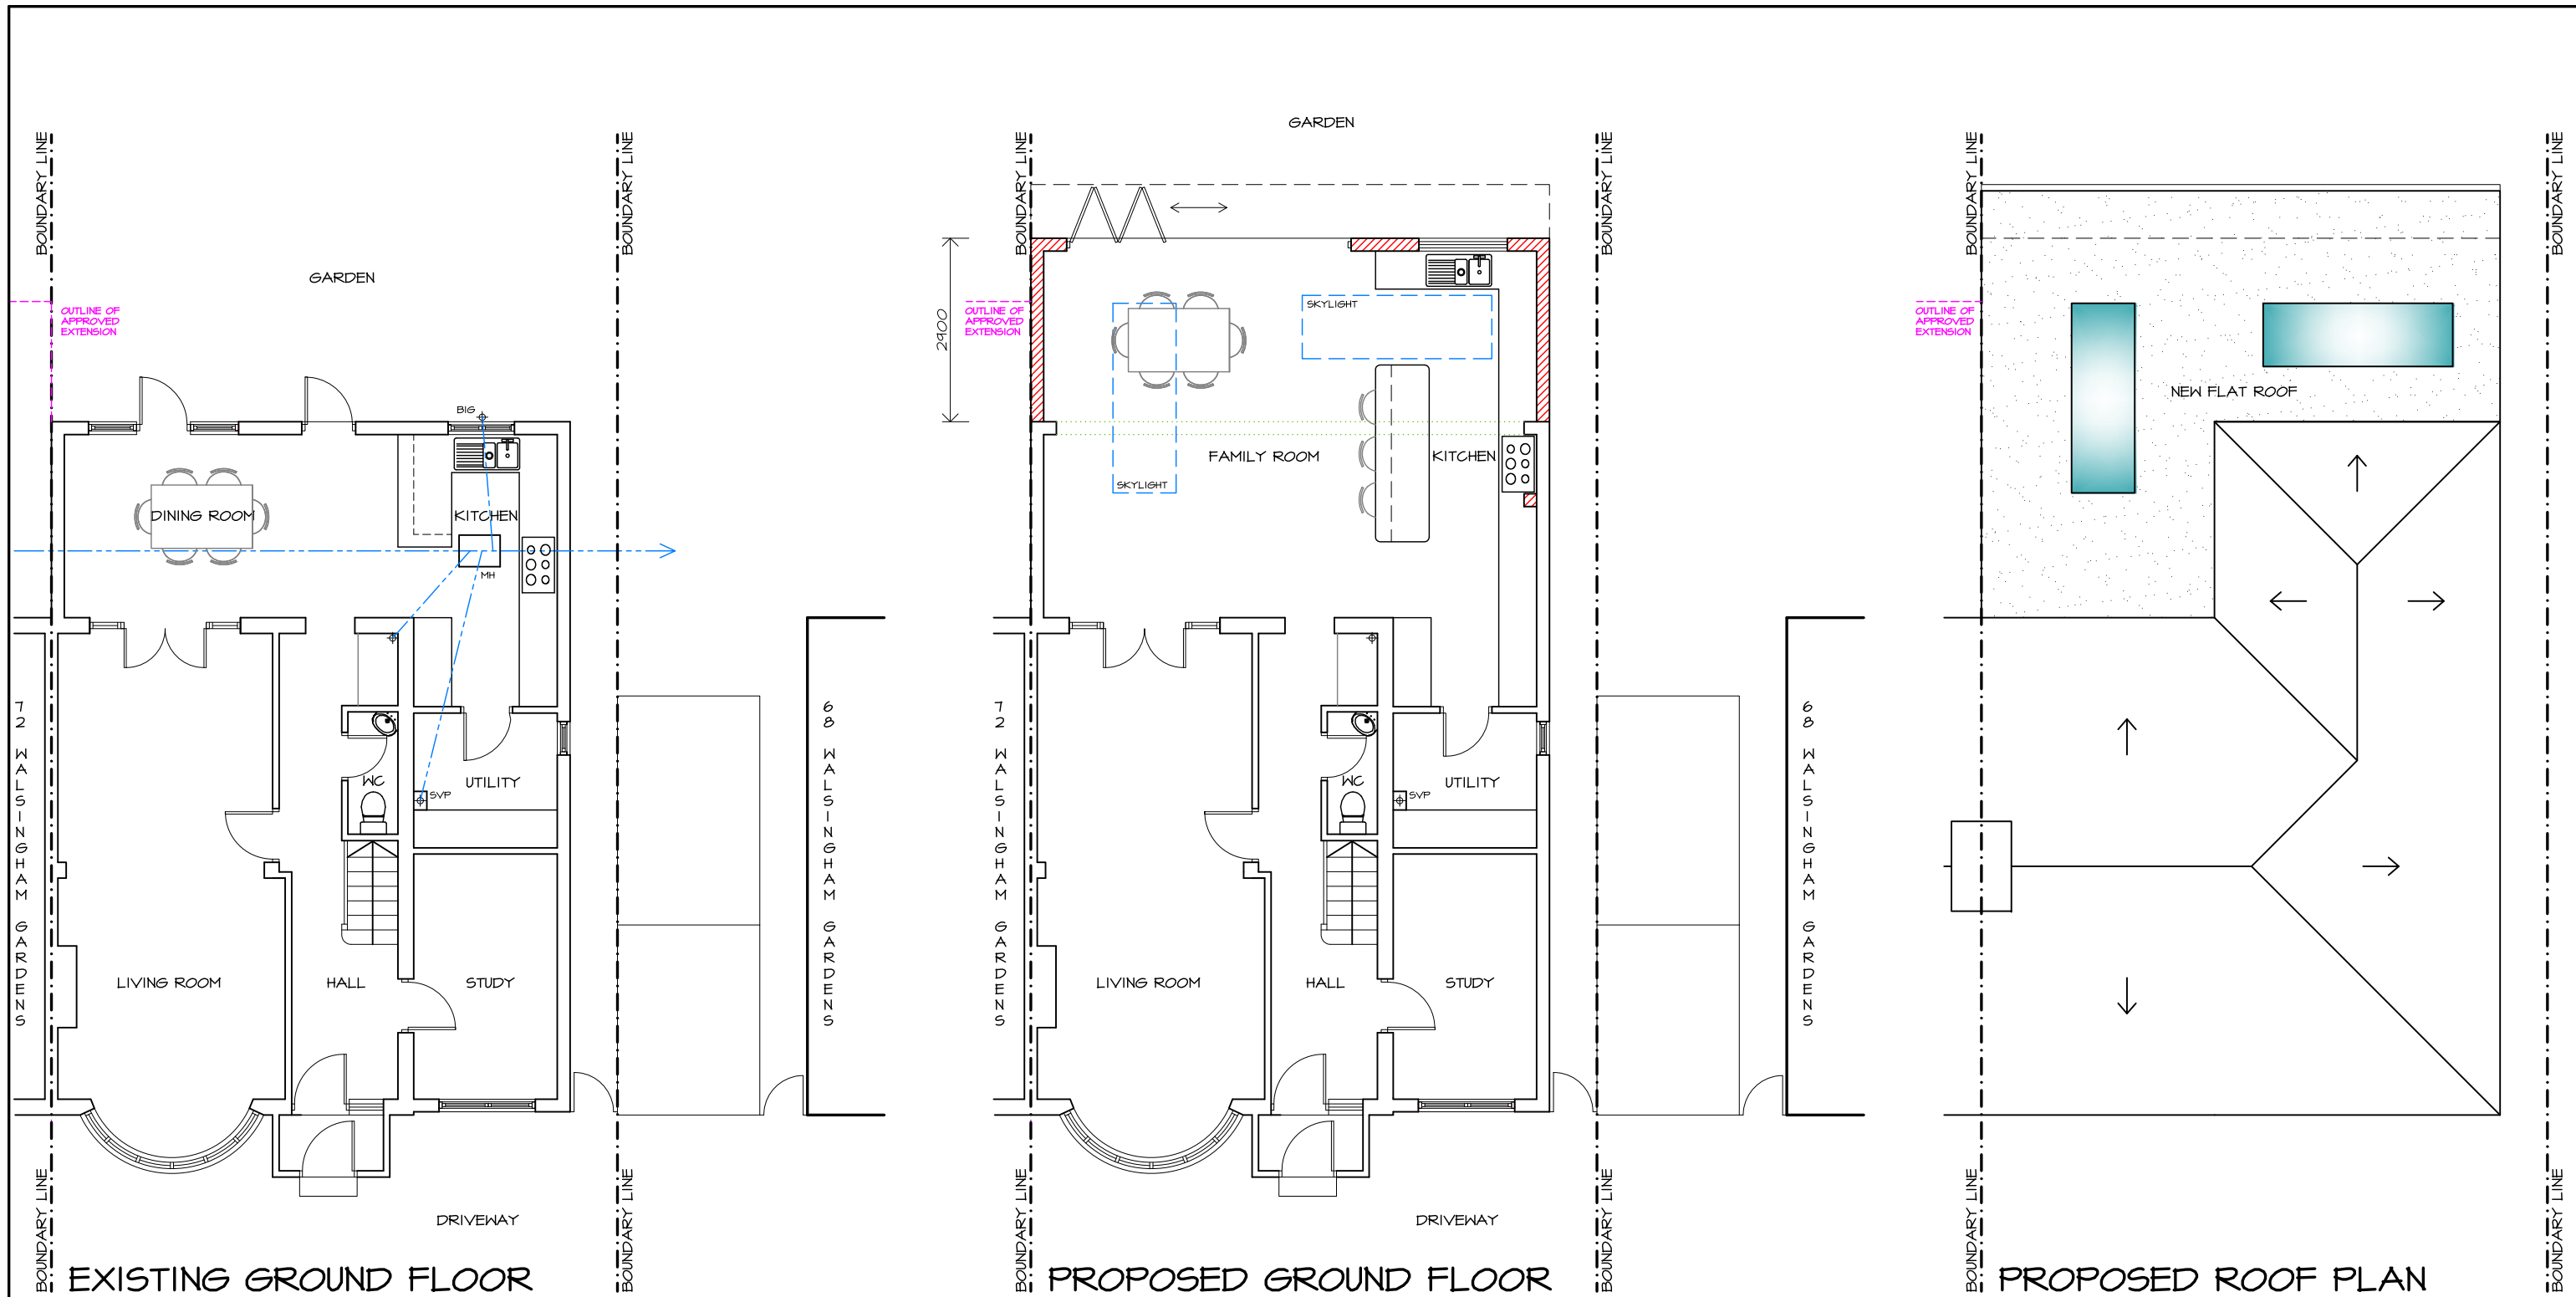 BOUNDARY LINE
BOUNDARY LINE
GARDEN
OUTLINE OF
APPROVED
EXTENSION
BIG
DINING ROOM
KITCHEN
MH
72 WALSINGHAM GARDENS
WC
UTILITY
SVP
68 WALSINGHAM GARDENS
LIVING ROOM
HALL
STUDY
DRIVEWAY
BOUNDARY LINE
BOUNDARY LINE
EXISTING GROUND FLOOR
GARDEN
BOUNDARY LINE
BOUNDARY LINE
2900
OUTLINE OF
APPROVED
EXTENSION
SKYLIGHT
FAMILY ROOM
KITCHEN
SKYLIGHT
72 WALSINGHAM GARDENS
WC
UTILITY
SVP
68 WALSINGHAM GARDENS
LIVING ROOM
HALL
STUDY
DRIVEWAY
BOUNDARY LINE
BOUNDARY LINE
PROPOSED GROUND FLOOR
BOUNDARY LINE
BOUNDARY LINE
OUTLINE OF
APPROVED
EXTENSION
NEW FLAT ROOF
BOUNDARY LINE
BOUNDARY LINE
PROPOSED ROOF PLAN